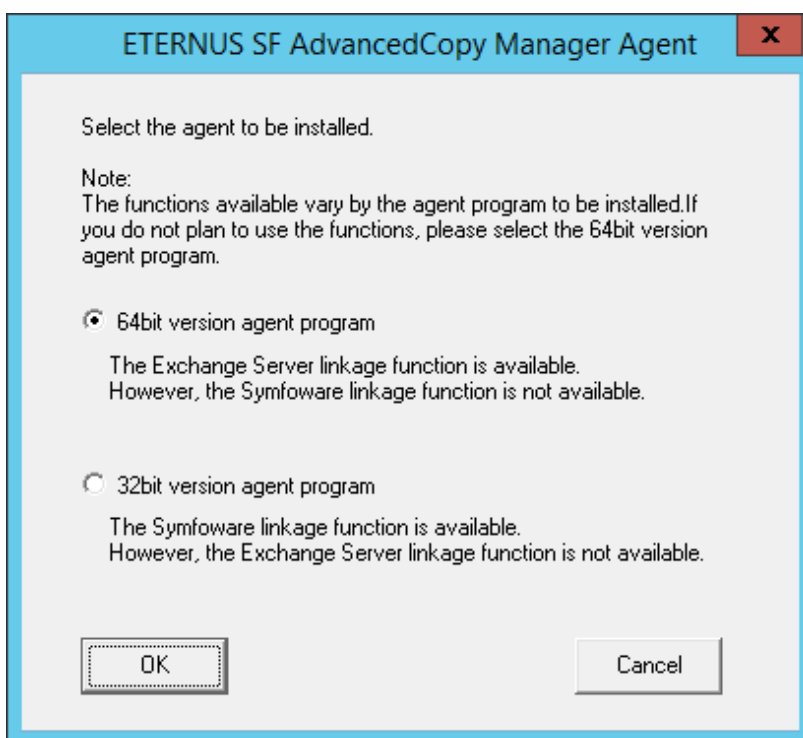 ETERNUS SF AdvancedCopy Manager Agent
x
Select the agent to be installed.
Note:
The functions available vary by the agent program to be installed.If
you do not plan to use the functions, please select the 64bit version
agent program.
64bit version agent program
The Exchange Server linkage function is available.
However, the Symfoware linkage function is not available.
32bit version agent program
The Symfoware linkage function is available.
However, the Exchange Server linkage function is not available.
OK
Cancel